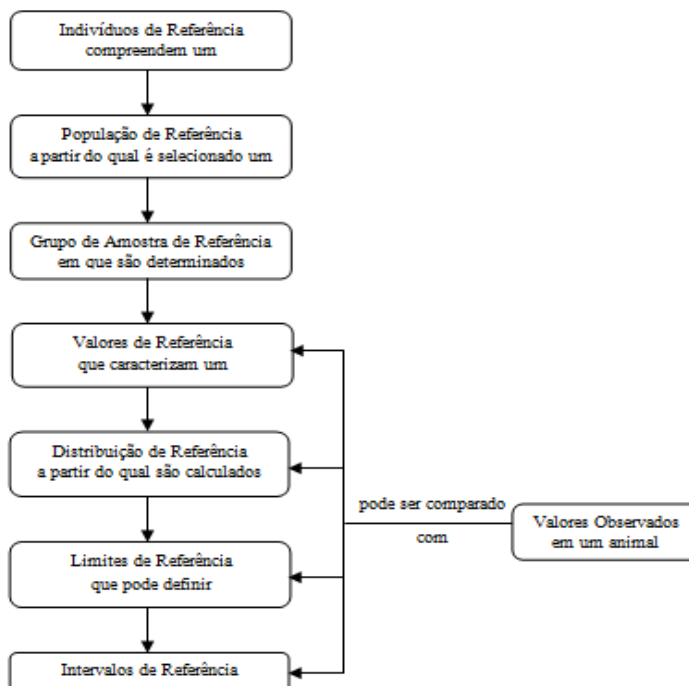 Indivíduos de Referência
compreendem um
População de Referência
a partir do qual é selecionado um
Grupo de Amostra de Referência
em que são determinados
Valores de Referência
que caracterizam um
Distribuição de Referência
a partir do qual são calculados
Limites de Referência
que pode definir
Intervalos de Referência
pode ser comparado
com
Valores Observados
em um animal